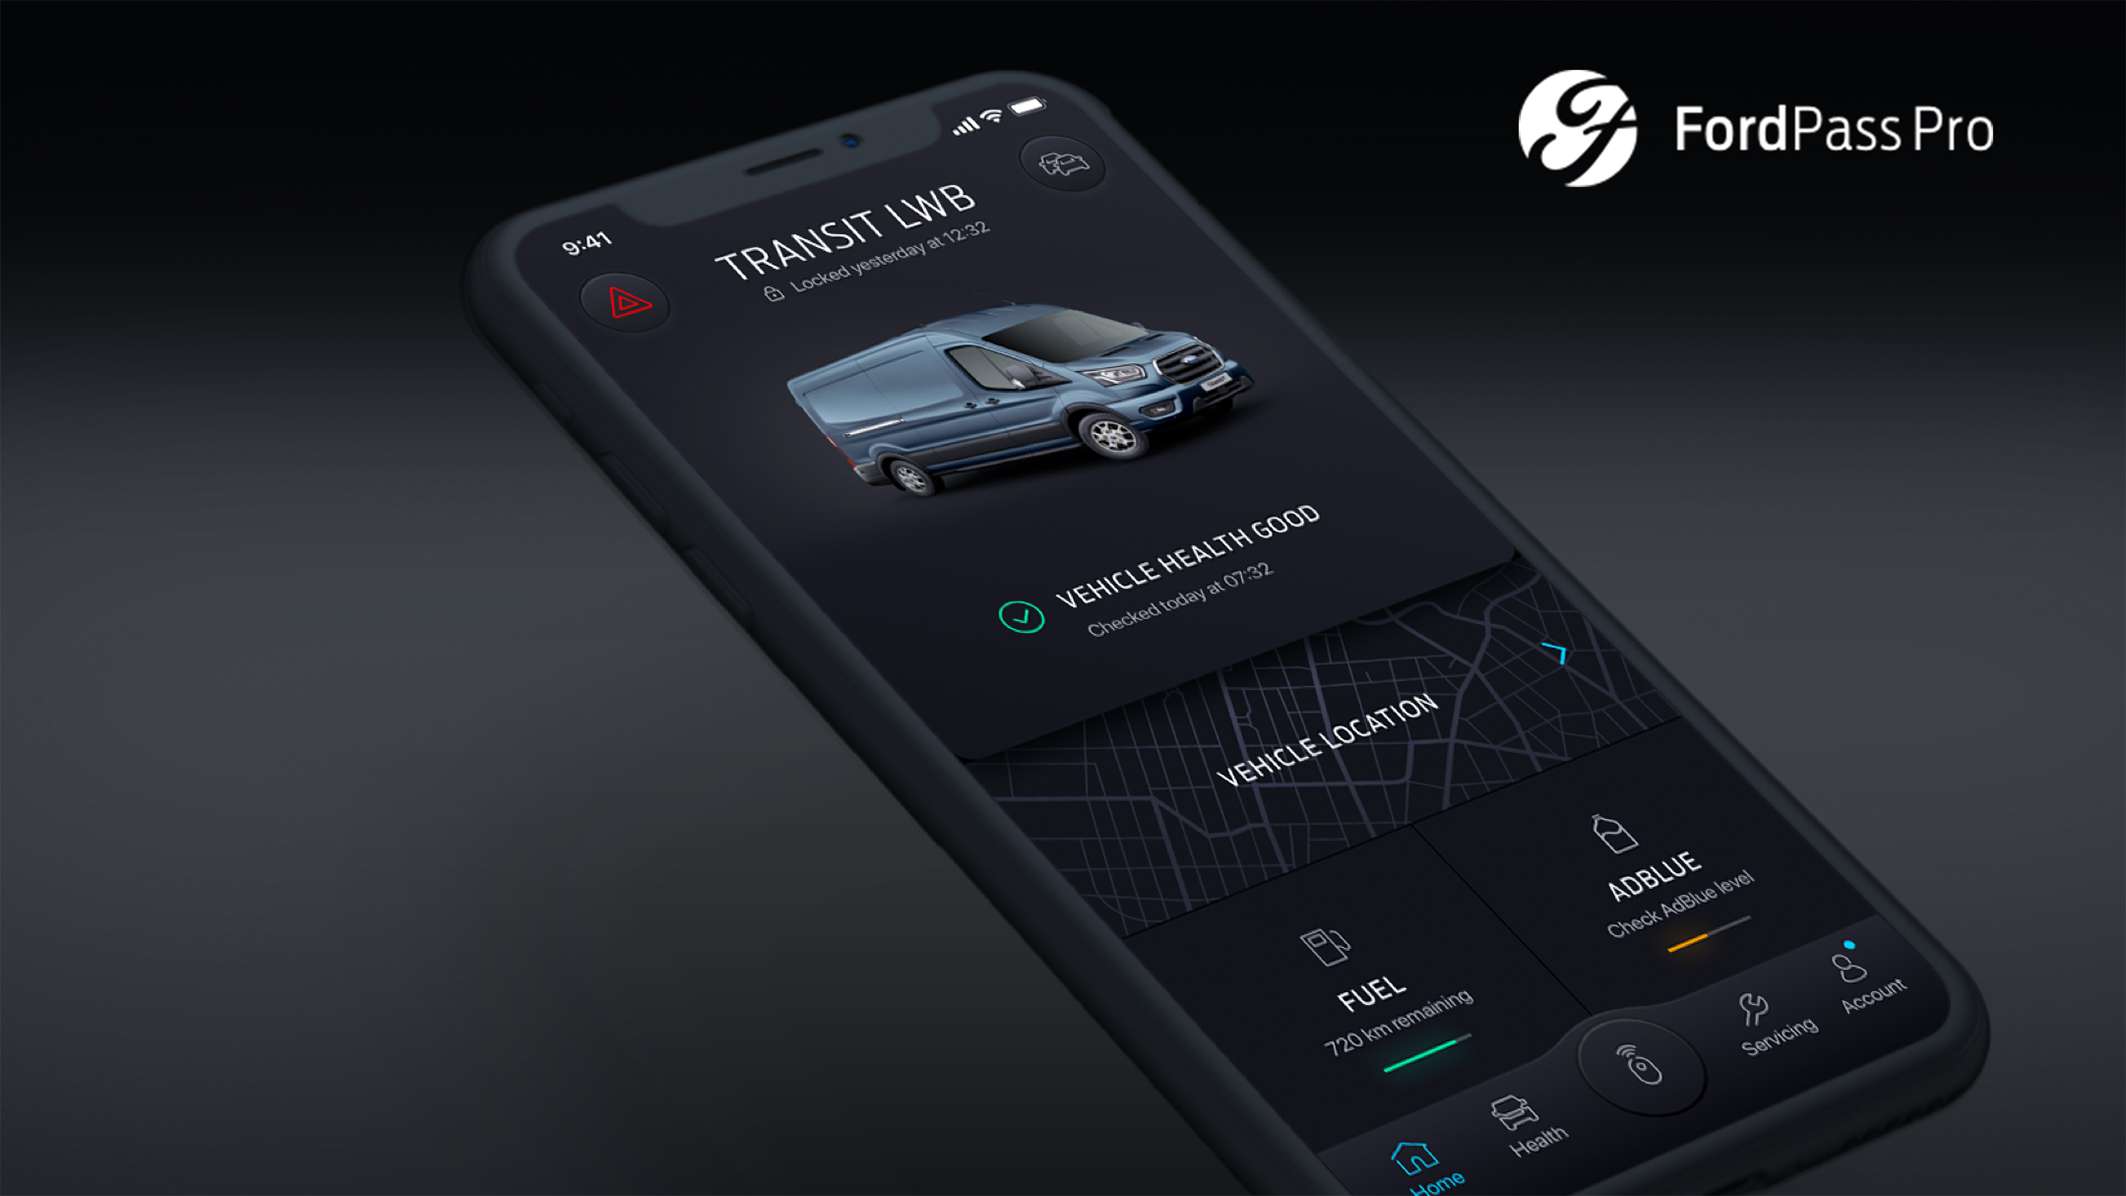 FordPass Pro
9:41
TRANSIT LWB
Locked yesterday at 12:32
VEHICLE HEALTH GOOD
Checked today at 07:32
VEHICLE LOCATION
ADBLUE
Check AdBlue level
FUEL
720 km remaining
Home
Health
Servicing
Account